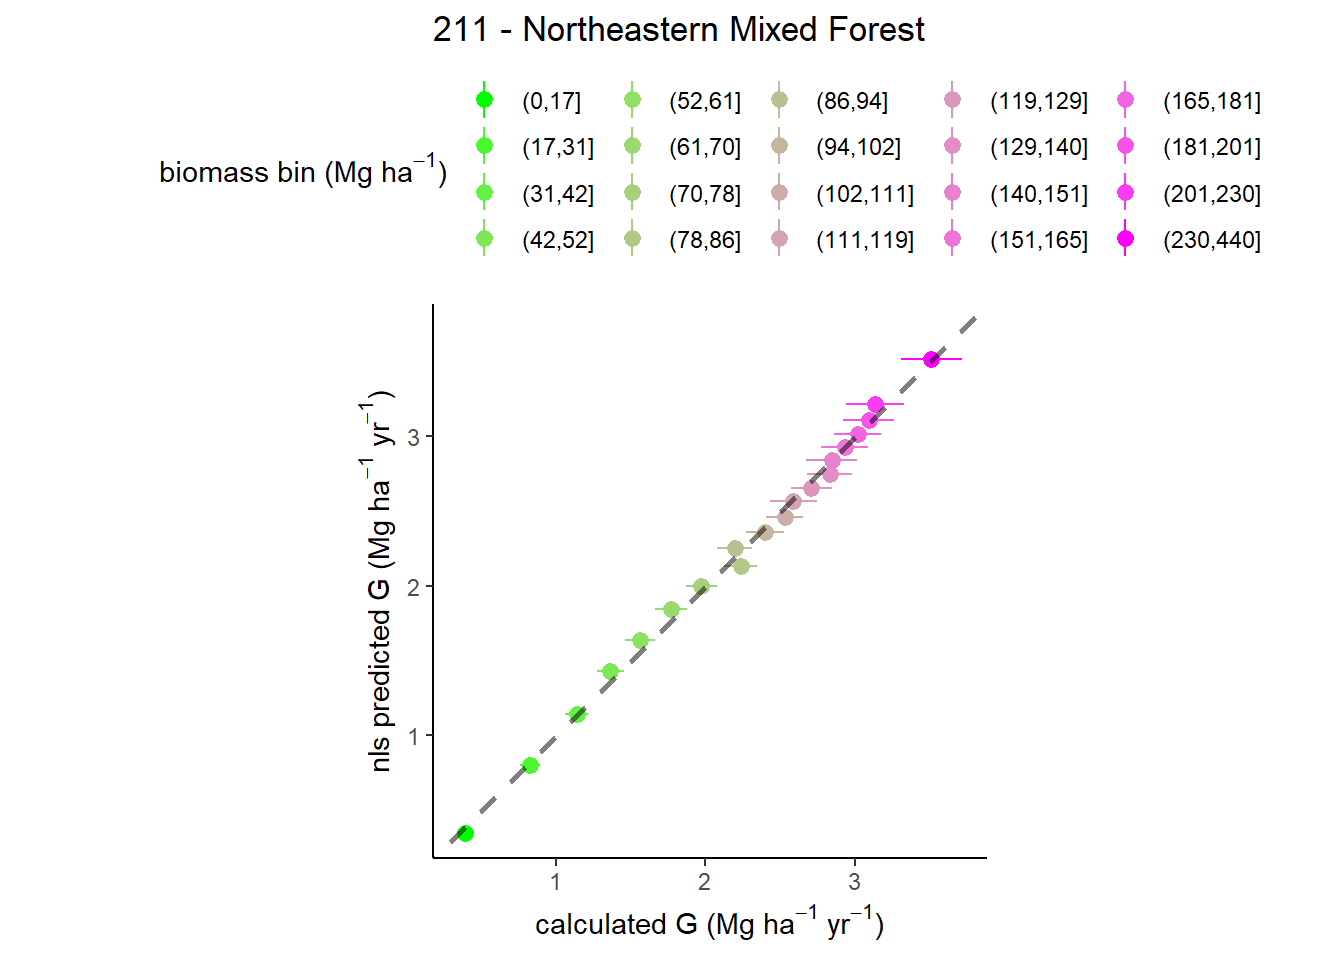 211 - Northeastern Mixed Forest
biomass bin (Mg ha⁻¹)
(0,17] (52,61] (86,94] (119,129] (165,181]
(17,31] (61,70] (94,102] (129,140] (181,201]
(31,42] (70,78] (102,111] (140,151] (201,230]
(42,52] (78,86] (111,119] (151,165] (230,440]
nls predicted G (Mg ha⁻¹ yr⁻¹)
3
2
1
1 2 3
calculated G (Mg ha⁻¹ yr⁻¹)